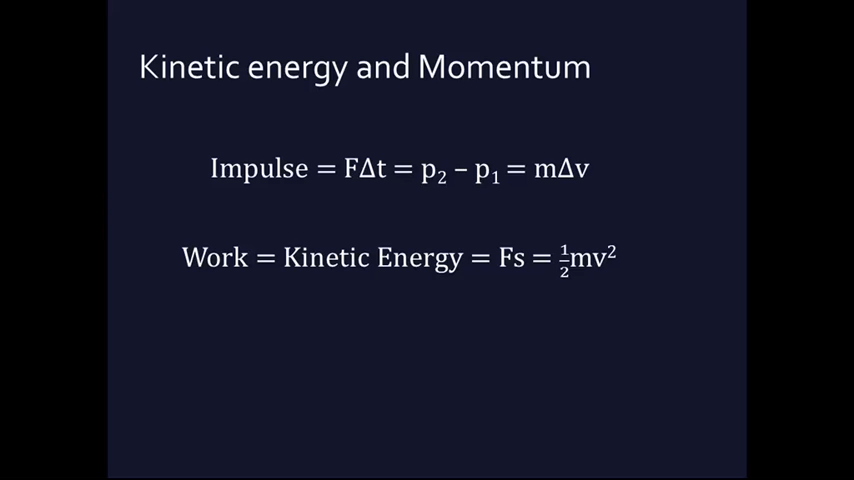 Kinetic energy and Momentum
Impulse = FΔt = p₂ – p₁ = mΔv
Work = Kinetic Energy = Fs = ½mv²